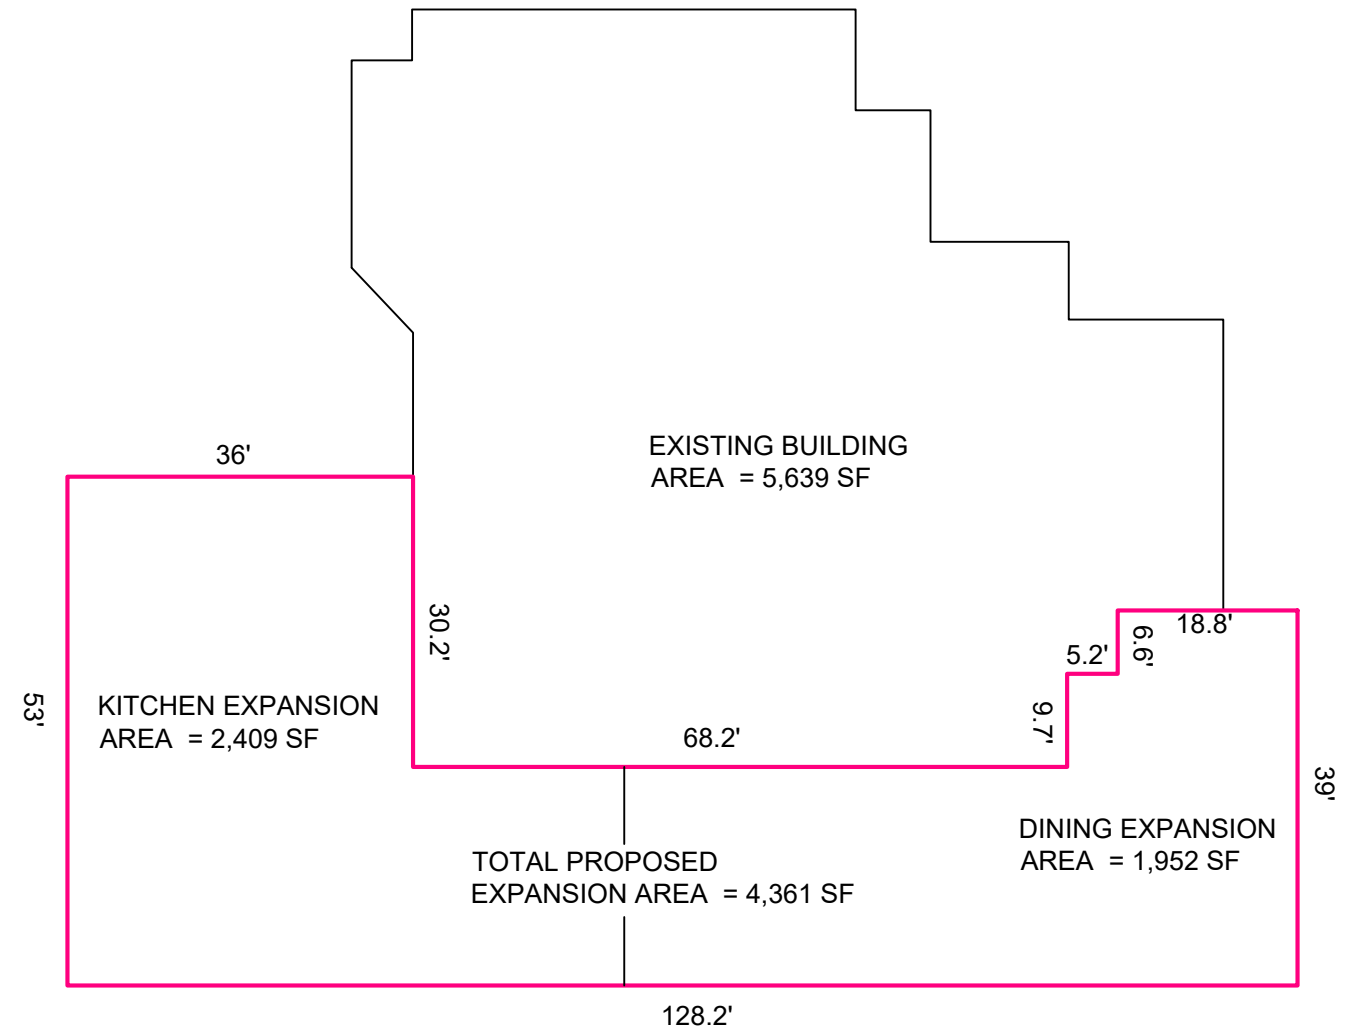 36'
EXISTING BUILDING
AREA = 5,639 SF
30.2'
18.8'
6.6'
5.2'
53'
KITCHEN EXPANSION
AREA = 2,409 SF
9.7'
68.2'
39'
DINING EXPANSION
AREA = 1,952 SF
TOTAL PROPOSED
EXPANSION AREA = 4,361 SF
128.2'